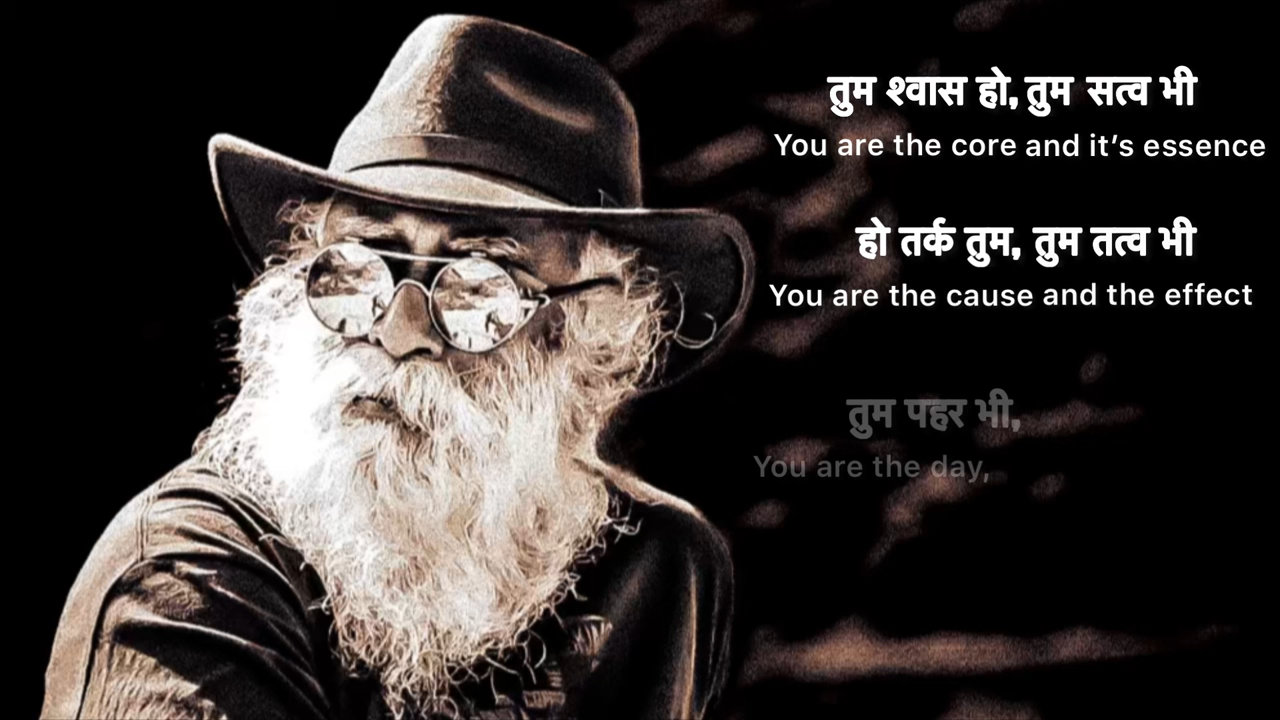 तुम श्वास हो, तुम सत्व भी
You are the core and it's essence
हो तर्क तुम, तुम तत्व भी
You are the cause and the effect
तुम पहर भी,
You are the day,